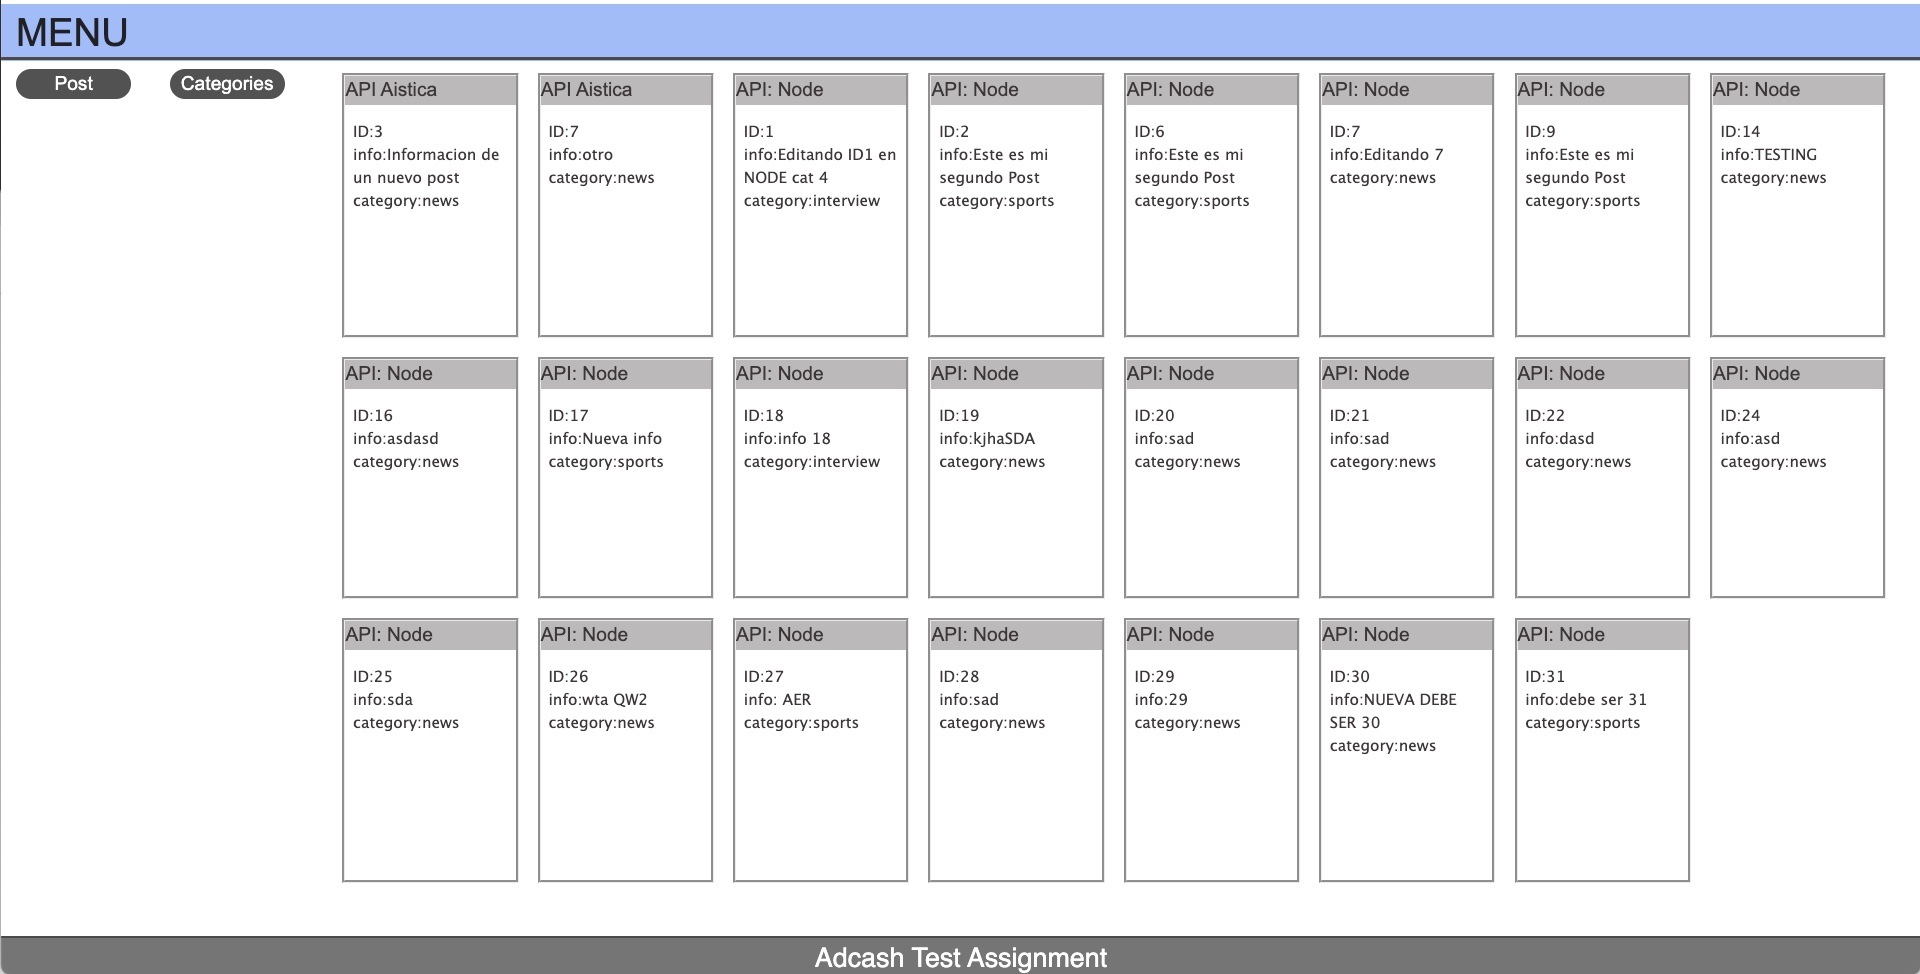 MENU
Post
Categories
API Aistica
ID:3
info:Informacion de
un nuevo post
category:news
API Aistica
ID:7
info:otro
category:news
API: Node
ID:1
info:Editando ID1 en
NODE cat 4
category:interview
API: Node
ID:2
info:Este es mi
segundo Post
category:sports
API: Node
ID:6
info:Este es mi
segundo Post
category:sports
API: Node
ID:7
info:Editando 7
category:news
API: Node
ID:9
info:Este es mi
segundo Post
category:sports
API: Node
ID:14
info:TESTING
category:news
API: Node
ID:16
info:asdasd
category:news
API: Node
ID:17
info:Nueva info
category:sports
API: Node
ID:18
info:info 18
category:interview
API: Node
ID:19
info:kjhaSDA
category:news
API: Node
ID:20
info:sad
category:news
API: Node
ID:21
info:sad
category:news
API: Node
ID:22
info:dasd
category:news
API: Node
ID:24
info:asd
category:news
API: Node
ID:25
info:sda
category:news
API: Node
ID:26
info:wta QW2
category:news
API: Node
ID:27
info: AER
category:sports
API: Node
ID:28
info:sad
category:news
API: Node
ID:29
info:29
category:news
API: Node
ID:30
info:NUEVA DEBE
SER 30
category:news
API: Node
ID:31
info:debe ser 31
category:sports
Adcash Test Assignment